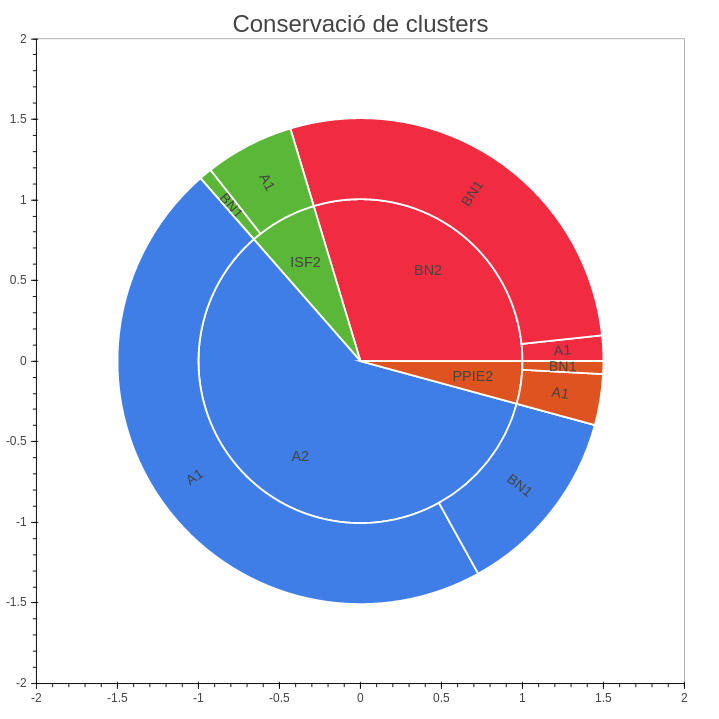 Conservació de clusters
2
1.5
1
0.5
0
-0.5
-1
-1.5
-2
-2
-1.5
-1
-0.5
0
0.5
1
1.5
2
A1
BN1
BN1
ISF2
BN2
A1
BN1
PPIE2
A1
A2
A1
BN1